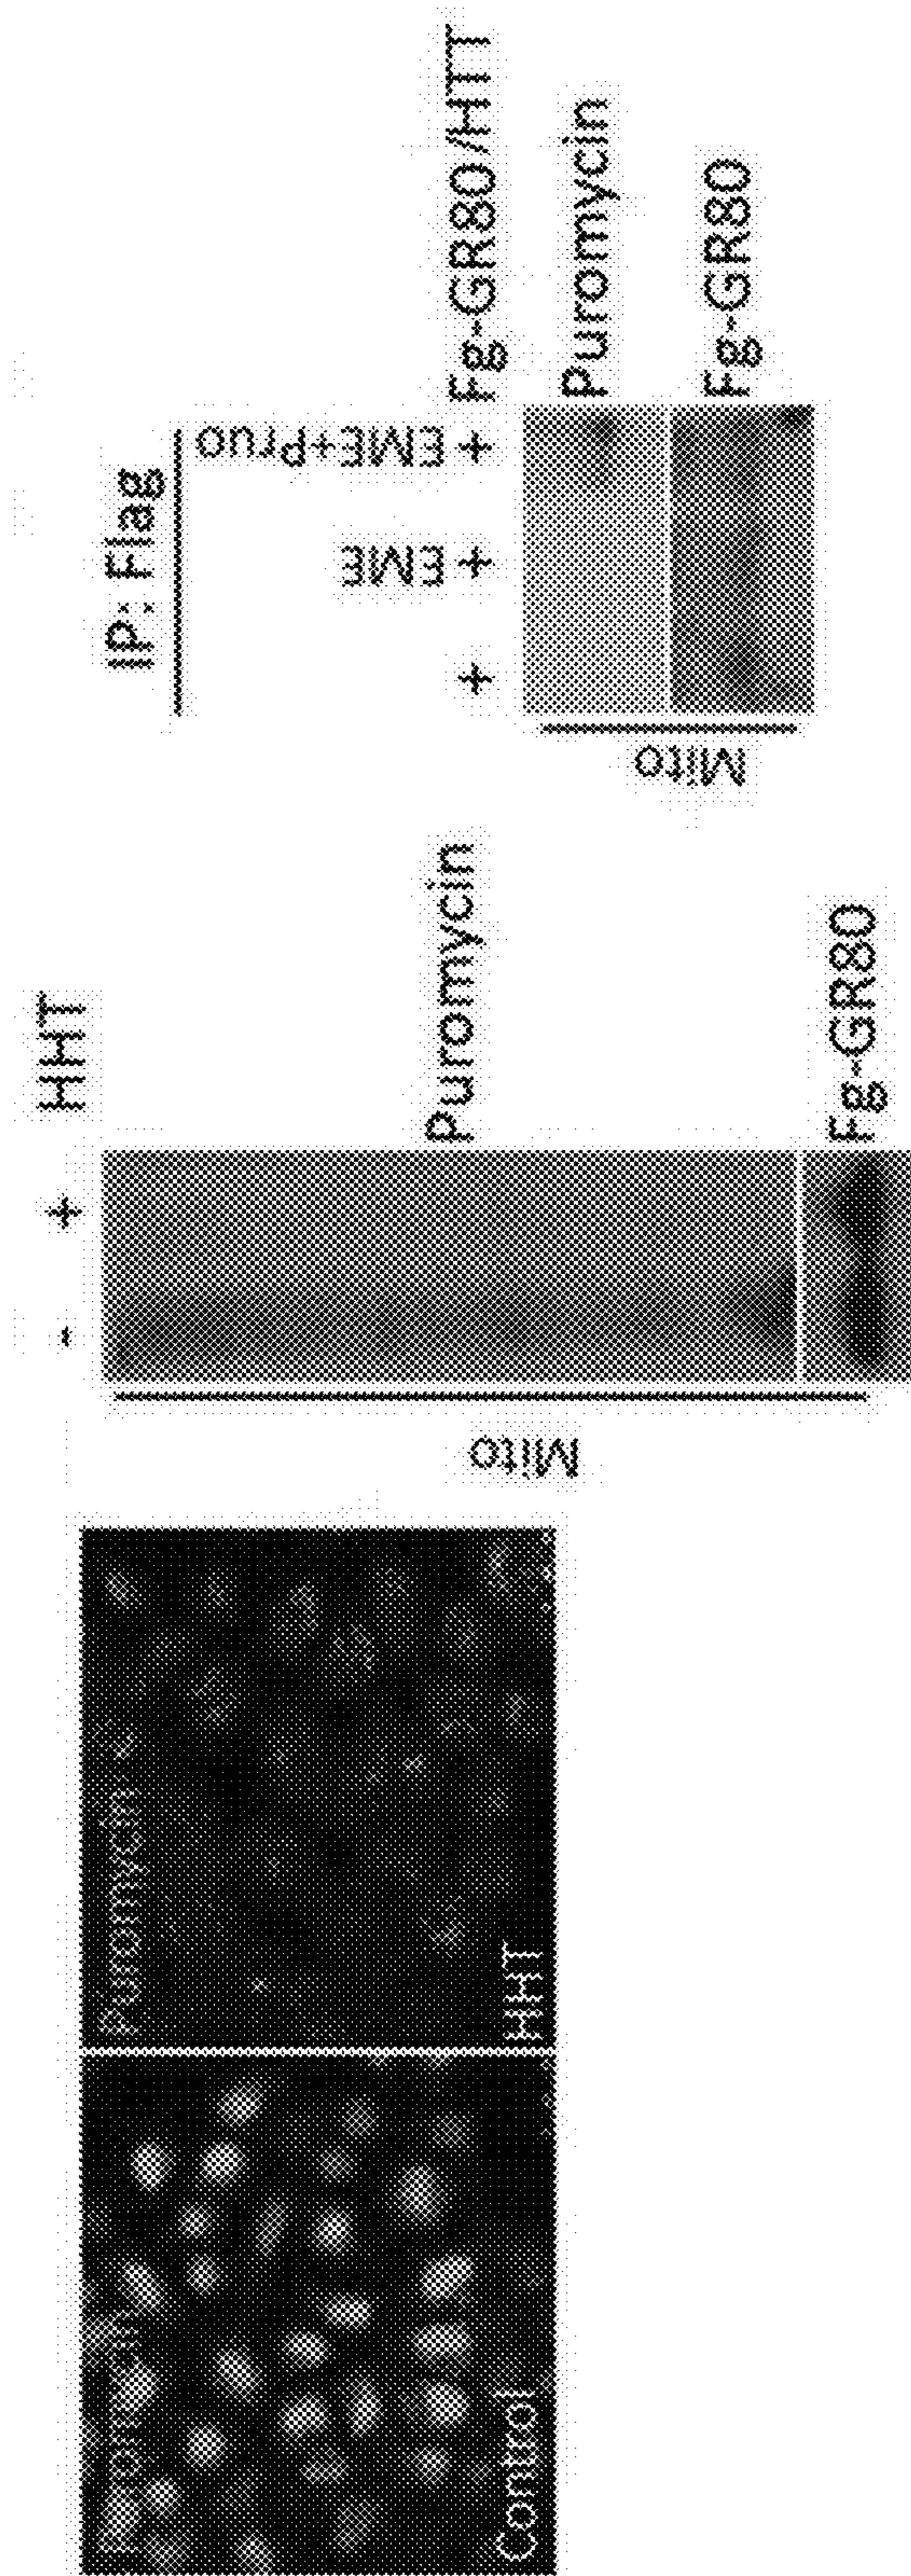 Puromycin
Control
Puromycin
HHT
- + HHT
Mito
Puromycin
Fg-GR80
IP: Flag
EME
EME+Pruo
+ + + Fg-GR80/HTT
Mito
Puromycin
Fg-GR80